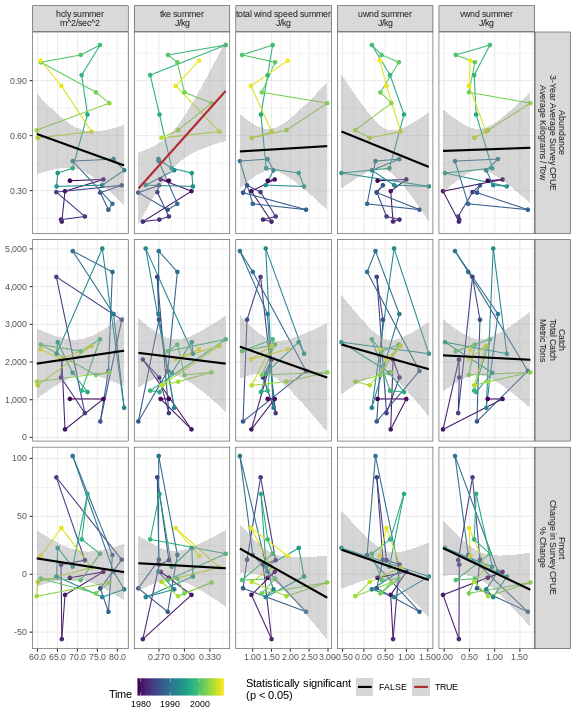 hcly summer
m^2/sec^2
tke summer
J/kg
total wind speed summer
J/kg
uwnd summer
J/kg
vwnd summer
J/kg
0.90
0.60
0.30
Abundance
3-Year Average Survey CPUE
Average Kilograms / Tow
5,000
4,000
3,000
2,000
1,000
0
Catch
Total Catch
Metric Tons
100
50
0
-50
Fmort
Change in Survey CPUE
% Change
60.0 65.0 70.0 75.0 80.0
0.270 0.300 0.330
1.00 2.00 3.00
-0.50 0.00 0.50 1.00 1.50
0.00 0.50 1.00 1.50
Time
1980 1990 2000
Statistically significant
(p < 0.05)
FALSE
TRUE